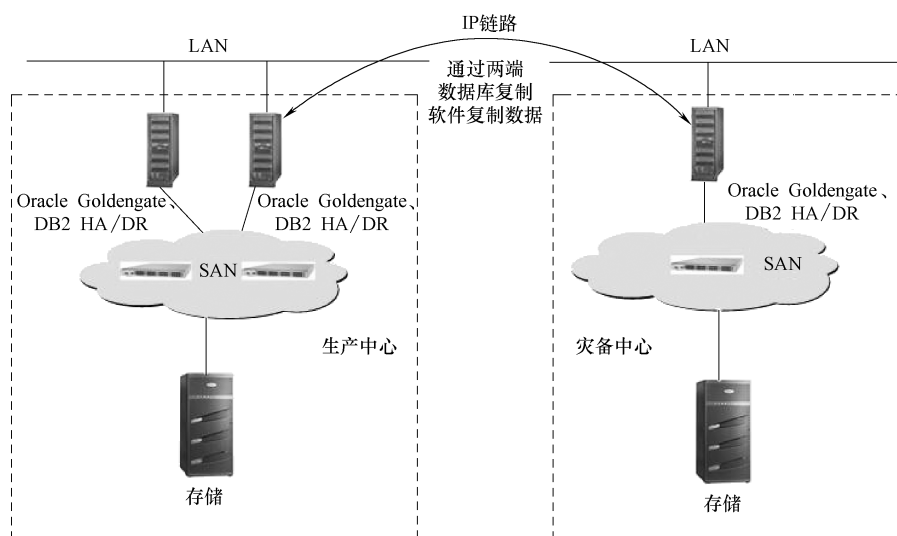 IP链路
LAN
LAN
通过两端
数据库复制
软件复制数据
Oracle Goldengate、
DB2 HA/DR
Oracle Goldengate、
DB2 HA/DR
Oracle Goldengate、
DB2 HA/DR
SAN
SAN
生产中心
灾备中心
存储
存储